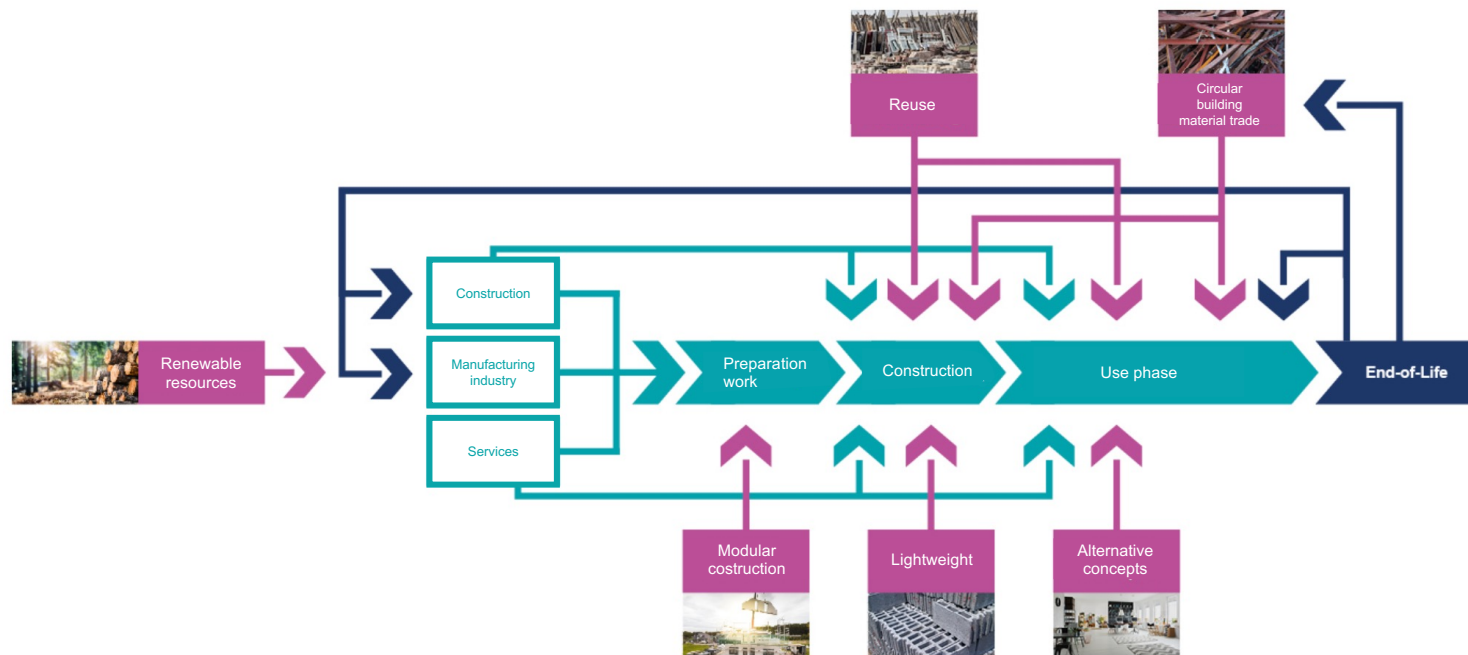 Reuse
Circular
building
material trade
Construction
Renewable
resources
Manufacturing
industry
Preparation
work
Construction
Use phase
End-of-Life
Services
Modular
costruction
Lightweight
Alternative
concepts